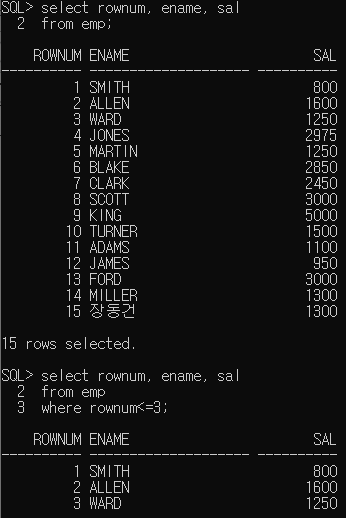 SQL> select rownum, ename, sal
  2  from emp;
    ROWNUM ENAME                       SAL
---------- -------------------- ----------
         1 SMITH                       800
         2 ALLEN                      1600
         3 WARD                       1250
         4 JONES                      2975
         5 MARTIN                     1250
         6 BLAKE                      2850
         7 CLARK                      2450
         8 SCOTT                      3000
         9 KING                       5000
        10 TURNER                     1500
        11 ADAMS                      1100
        12 JAMES                       950
        13 FORD                       3000
        14 MILLER                     1300
        15 장동건                     1300
15 rows selected.
SQL> select rownum, ename, sal
  2  from emp
  3  where rownum<=3;
    ROWNUM ENAME                       SAL
---------- -------------------- ----------
         1 SMITH                       800
         2 ALLEN                      1600
         3 WARD                       1250